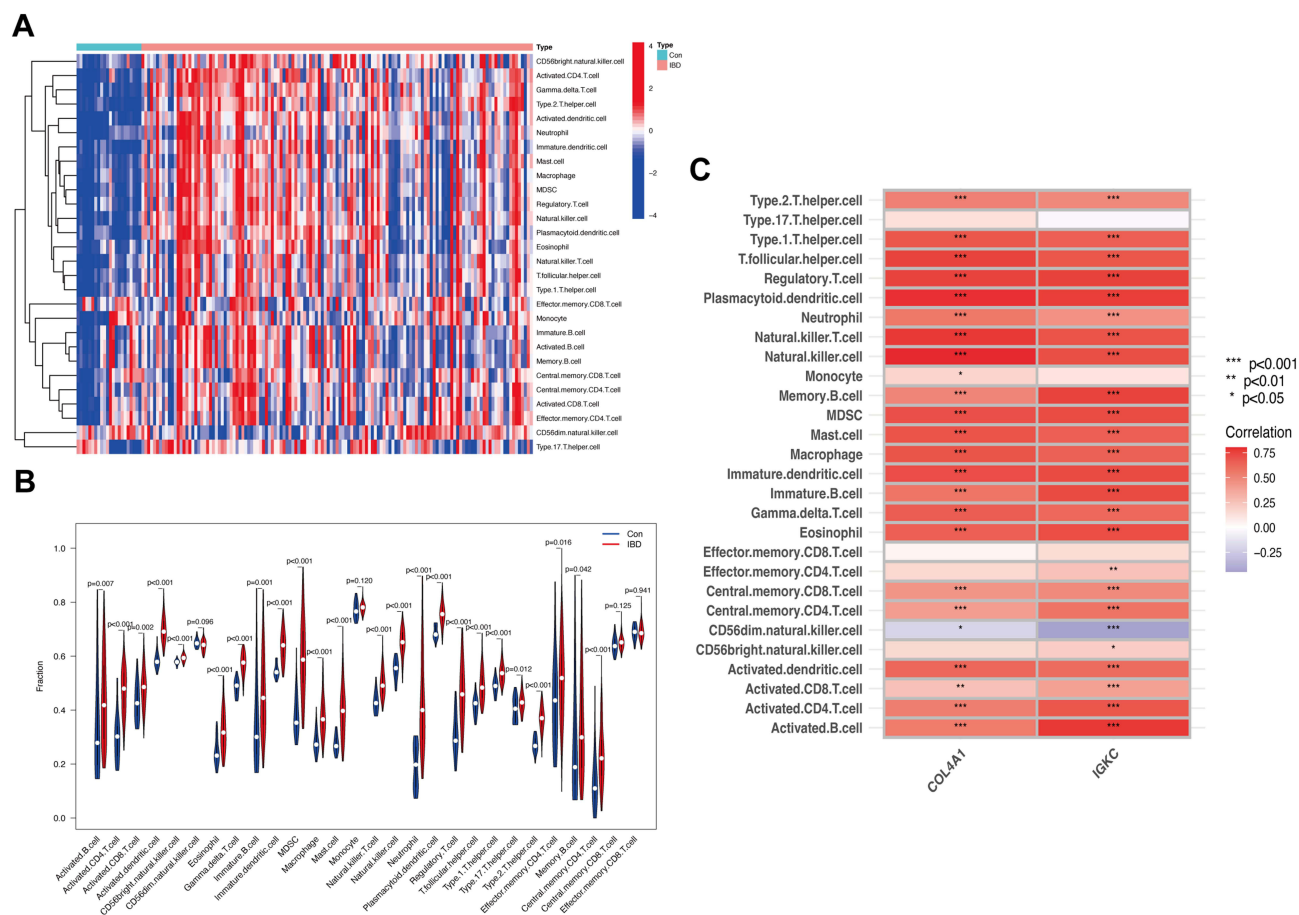 A
Type
CD56bright.natural.killer.cell
Activated.CD4.T.cell
Gamma.delta.T.cell
Type.2.T.helper.cell
Activated.dendritic.cell
Neutrophil
Immature.dendritic.cell
Mast.cell
Macrophage
MDSC
Regulatory.T.cell
Natural.killer.cell
Plasmacytoid.dendritic.cell
Eosinophil
Natural.killer.T.cell
T.follicular.helper.cell
Type.1.T.helper.cell
Effector.memory.CD8.T.cell
Monocyte
Immature.B.cell
Activated.B.cell
Memory.B.cell
Central.memory.CD8.T.cell
Central.memory.CD4.T.cell
Activated.CD8.T.cell
Effector.memory.CD4.T.cell
CD56dim.natural.killer.cell
Type.17.T.helper.cell
4
2
0
−2
−4
Type
Con
IBD
B
Fraction
1.0
0.8
0.6
0.4
0.2
0.0
Con
IBD
p=0.007
p<0.001
p=0.002
p<0.001
p<0.001
p=0.096
p<0.001
p<0.001
p<0.001
p<0.001
p<0.001
p<0.001
p<0.001
p=0.120
p<0.001
p<0.001
p<0.001
p<0.001
p<0.001
p<0.001
p<0.001
p=0.012
p<0.001
p=0.016
p=0.042
p<0.001
p=0.125
p=0.941
Activated.B.cell
Activated.CD4.T.cell
Activated.CD8.T.cell
Activated.dendritic.cell
CD56bright.natural.killer.cell
CD56dim.natural.killer.cell
Eosinophil
Gamma.delta.T.cell
Immature.B.cell
Immature.dendritic.cell
MDSC
Macrophage
Mast.cell
Monocyte
Natural.killer.T.cell
Natural.killer.cell
Neutrophil
Plasmacytoid.dendritic.cell
Regulatory.T.cell
T.follicular.helper.cell
Type.1.T.helper.cell
Type.17.T.helper.cell
Type.2.T.helper.cell
Effector.memory.CD4.T.cell
Memory.B.cell
Central.memory.CD4.T.cell
Central.memory.CD8.T.cell
Effector.memory.CD8.T.cell
C
Type.2.T.helper.cell *** ***
Type.17.T.helper.cell
Type.1.T.helper.cell *** ***
T.follicular.helper.cell *** ***
Regulatory.T.cell *** ***
Plasmacytoid.dendritic.cell *** ***
Neutrophil *** ***
Natural.killer.T.cell *** ***
Natural.killer.cell *** ***
Monocyte *
Memory.B.cell *** ***
MDSC *** ***
Mast.cell *** ***
Macrophage *** ***
Immature.dendritic.cell *** ***
Immature.B.cell *** ***
Gamma.delta.T.cell *** ***
Eosinophil *** ***
Effector.memory.CD8.T.cell
Effector.memory.CD4.T.cell **
Central.memory.CD8.T.cell *** ***
Central.memory.CD4.T.cell *** ***
CD56dim.natural.killer.cell * ***
CD56bright.natural.killer.cell *
Activated.dendritic.cell *** ***
Activated.CD8.T.cell ** ***
Activated.CD4.T.cell *** ***
Activated.B.cell *** ***
COL4A1
IGKC
*** p<0.001
** p<0.01
* p<0.05
Correlation
0.75
0.50
0.25
0.00
−0.25